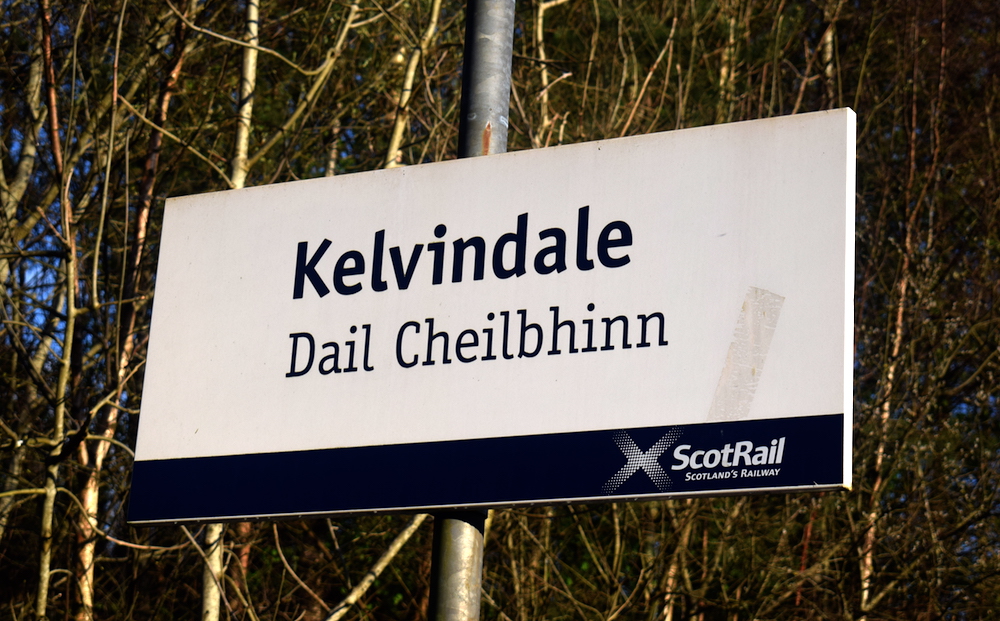 Kelvindale
Dail Cheilbhinn
ScotRail
SCOTLAND'S RAILWAY